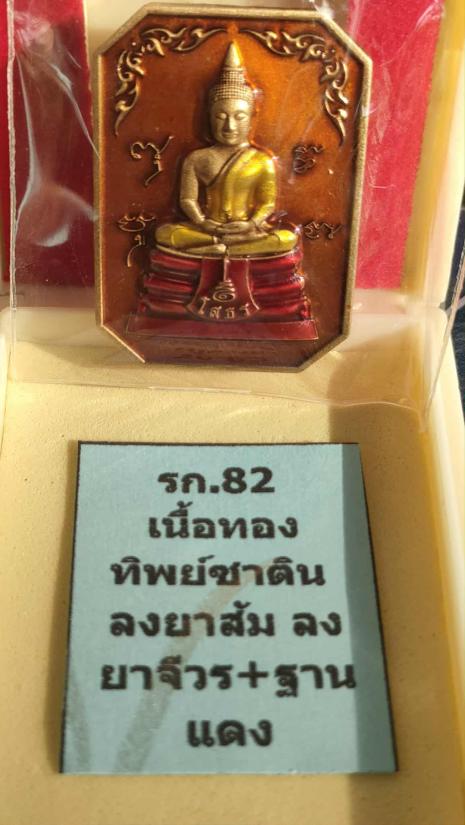 โสธร
รก.82
เนื้อทอง
ทิพย์ซาติน
ลงยาส้ม ลง
ยาจีวร+ฐาน
แดง